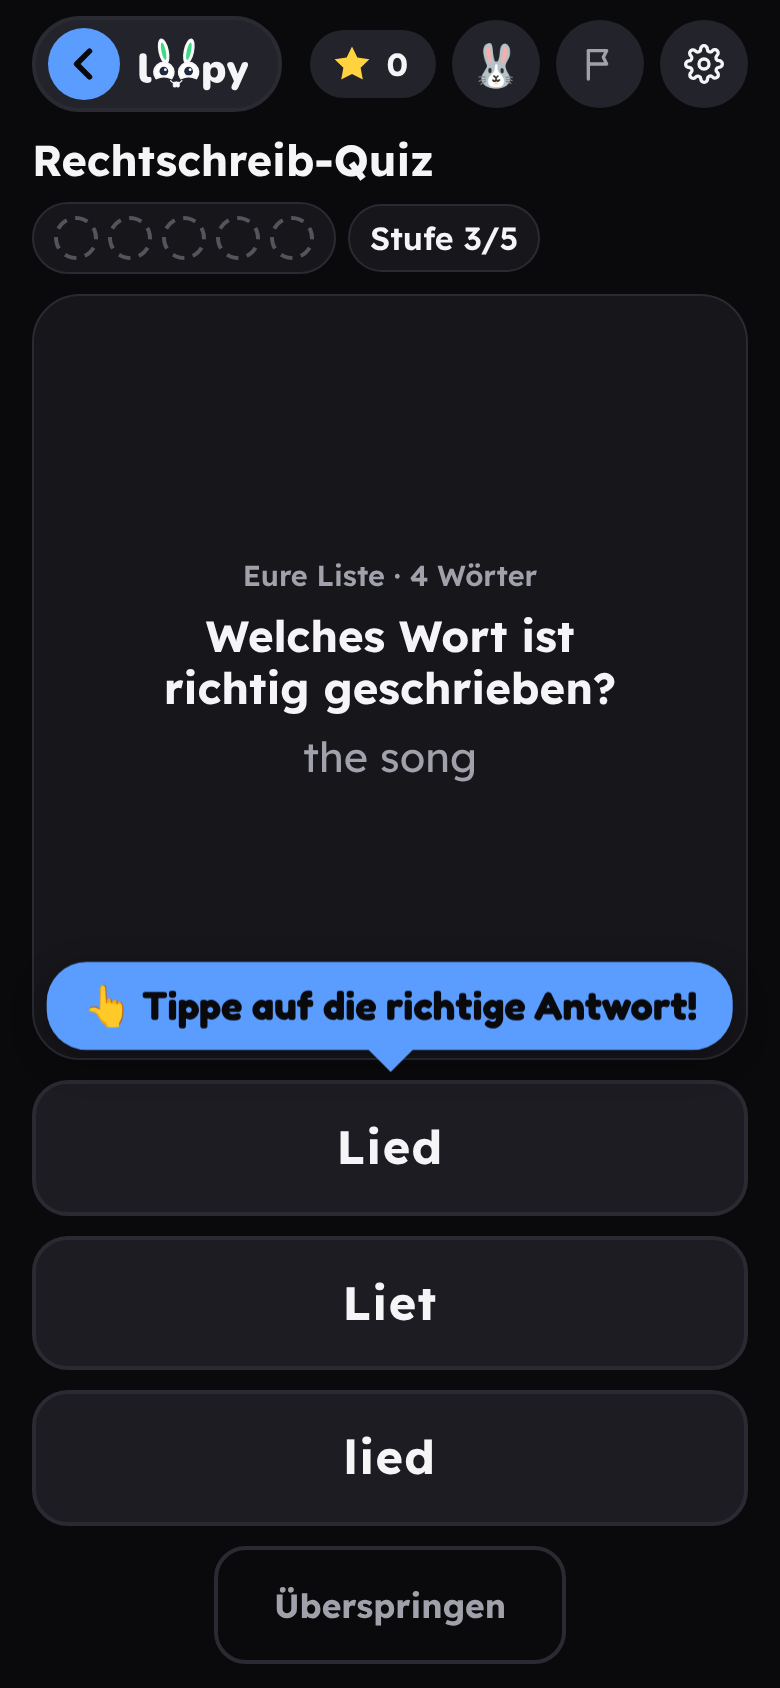 loopy
0
Rechtschreib-Quiz
Stufe 3/5
Eure Liste · 4 Wörter
Welches Wort ist
richtig geschrieben?
the song
👆 Tippe auf die richtige Antwort!
Lied
Liet
lied
Überspringen